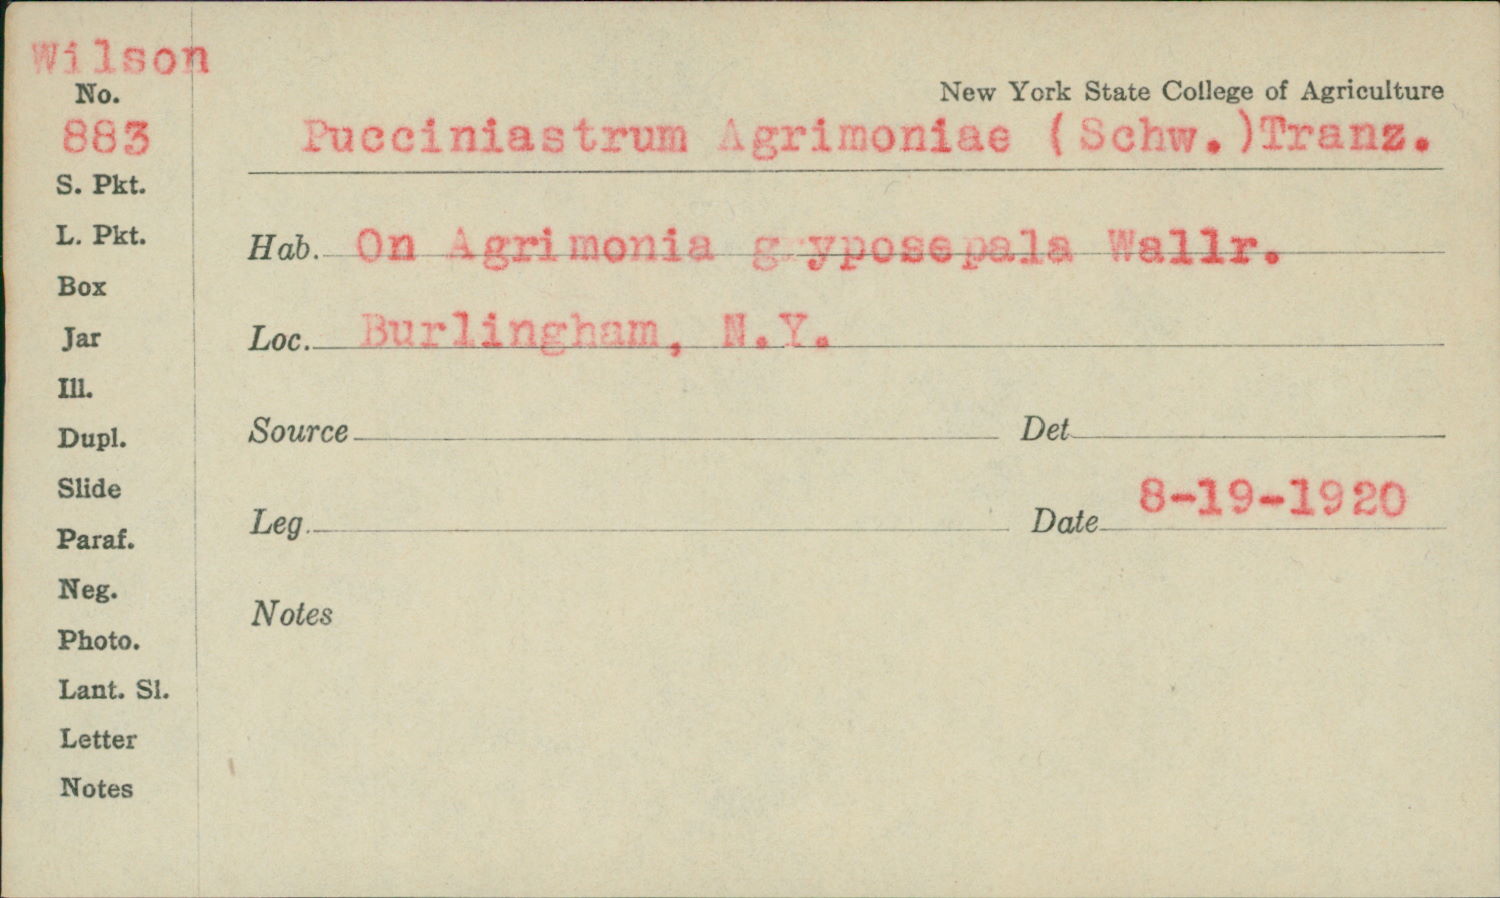 Wilson
No.
883
S. Pkt.
L. Pkt.
Box
Jar
Ill.
Dupl.
Slide
Paraf.
Neg.
Photo.
Lant. Sl.
Letter
Notes
New York State College of Agriculture
Pucciniastrum Agrimoniae (Schw.)Tranz.
Hab. On Agrimonia gryposepala Wallr.
Loc. Burlingham, N.Y.
Source Det
Leg. Date 8-19-1920
Notes